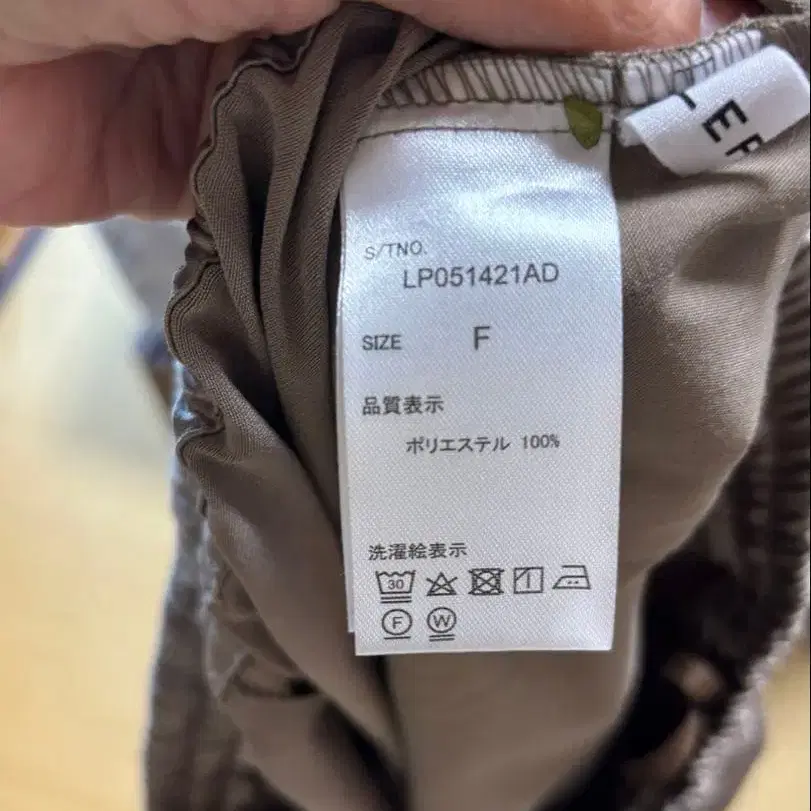 S/TNO.
LP051421AD
SIZE F
品質表示
ポリエステル 100%
洗濯絵表示
30
F W